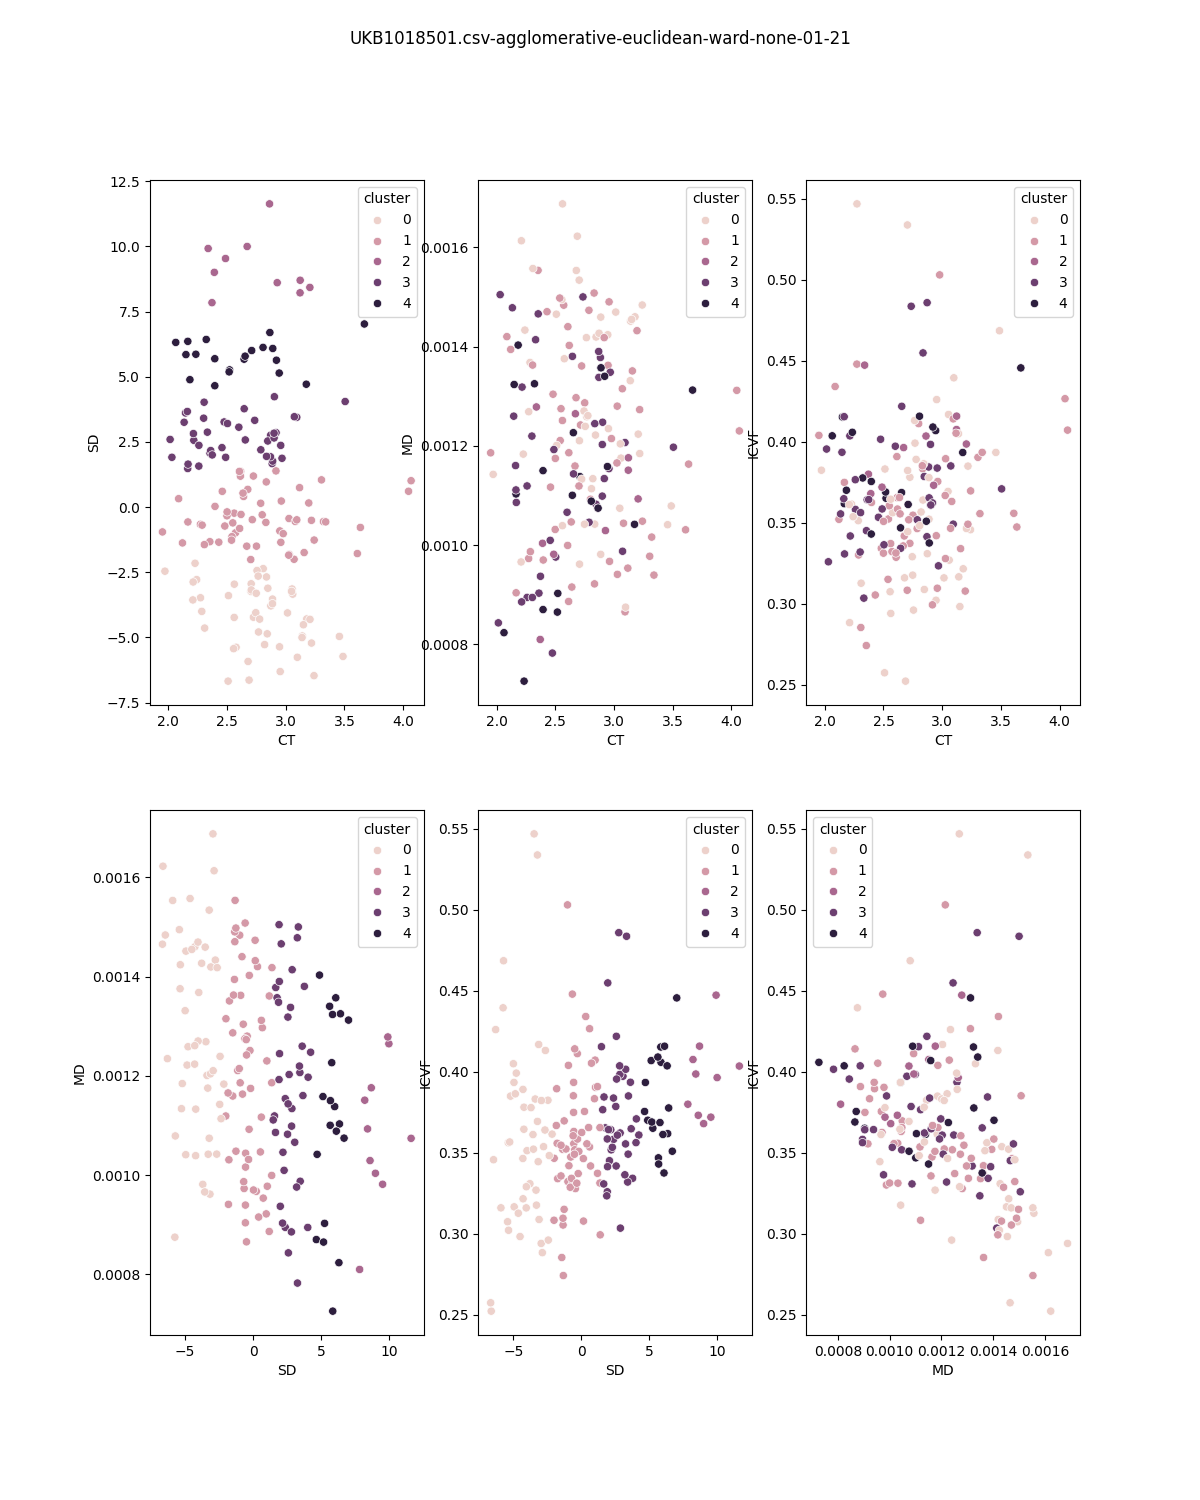 UKB1018501.csv-agglomerative-euclidean-ward-none-01-21
12.5
10.0
7.5
5.0
2.5
0.0
−2.5
−5.0
−7.5
SD
2.0 2.5 3.0 3.5 4.0
CT
cluster
0
1
2
3
4
0.0016
0.0014
0.0012
0.0010
0.0008
MD
2.0 2.5 3.0 3.5 4.0
CT
cluster
0
1
2
3
4
0.55
0.50
0.45
0.40
0.35
0.30
0.25
ICVF
2.0 2.5 3.0 3.5 4.0
CT
cluster
0
1
2
3
4
0.0016
0.0014
0.0012
0.0010
0.0008
MD
−5 0 5 10
SD
cluster
0
1
2
3
4
0.55
0.50
0.45
0.40
0.35
0.30
0.25
ICVF
−5 0 5 10
SD
cluster
0
1
2
3
4
0.55
0.50
0.45
0.40
0.35
0.30
0.25
ICVF
0.0008 0.0010 0.0012 0.0014 0.0016
MD
cluster
0
1
2
3
4